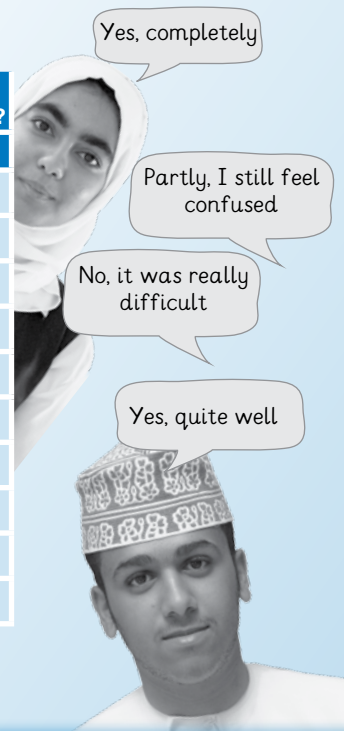 Yes, completely
?
Partly, I still feel
confused
No, it was really
difficult
Yes, quite well